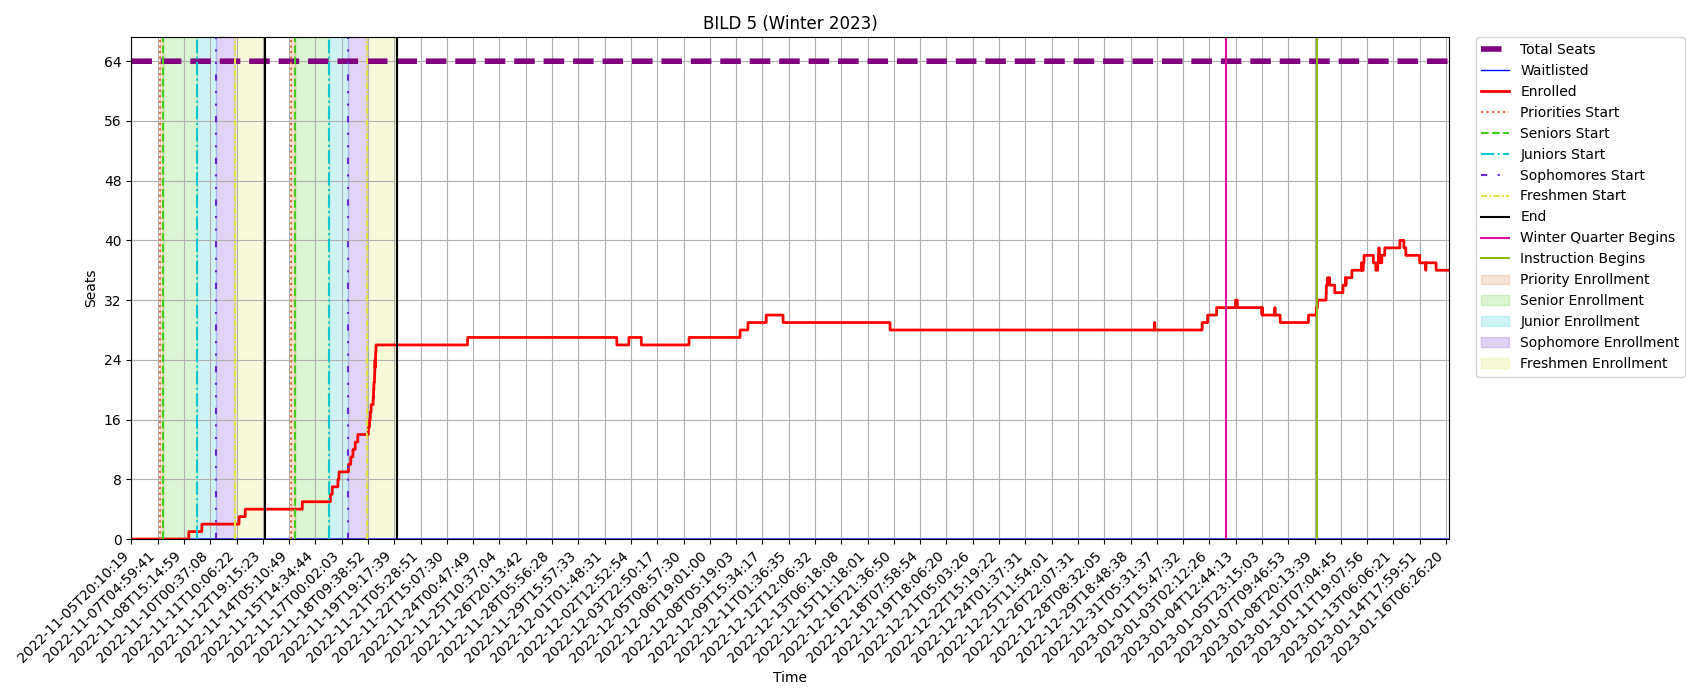 BILD 5 (Winter 2023)
Seats
64
56
48
40
32
24
16
8
0
2022-11-05T20:10:19
2022-11-07T04:59:41
2022-11-08T15:14:59
2022-11-10T00:37:08
2022-11-11T10:06:22
2022-11-12T19:15:23
2022-11-14T05:10:49
2022-11-15T14:34:44
2022-11-17T00:02:03
2022-11-18T09:38:52
2022-11-19T19:17:39
2022-11-21T05:28:51
2022-11-22T15:07:30
2022-11-24T00:47:49
2022-11-25T10:37:04
2022-11-26T20:13:42
2022-11-28T05:56:28
2022-11-29T15:57:33
2022-12-01T01:48:31
2022-12-02T12:52:54
2022-12-03T22:50:17
2022-12-05T08:57:30
2022-12-06T19:01:00
2022-12-08T05:19:03
2022-12-09T15:34:17
2022-12-11T01:36:35
2022-12-12T12:06:32
2022-12-13T06:18:08
2022-12-15T11:18:01
2022-12-16T21:36:50
2022-12-18T07:58:54
2022-12-19T18:06:20
2022-12-21T05:03:26
2022-12-22T15:19:22
2022-12-24T01:37:31
2022-12-25T11:54:01
2022-12-26T22:07:31
2022-12-28T08:32:05
2022-12-29T18:48:38
2022-12-31T05:31:37
2023-01-01T15:47:32
2023-01-03T02:12:26
2023-01-04T12:44:13
2023-01-05T23:15:03
2023-01-07T09:46:53
2023-01-08T20:13:39
2023-01-10T07:04:45
2023-01-11T19:07:56
2023-01-13T06:06:21
2023-01-14T17:59:51
2023-01-16T06:26:20
Time
Total Seats
Waitlisted
Enrolled
Priorities Start
Seniors Start
Juniors Start
Sophomores Start
Freshmen Start
End
Winter Quarter Begins
Instruction Begins
Priority Enrollment
Senior Enrollment
Junior Enrollment
Sophomore Enrollment
Freshmen Enrollment